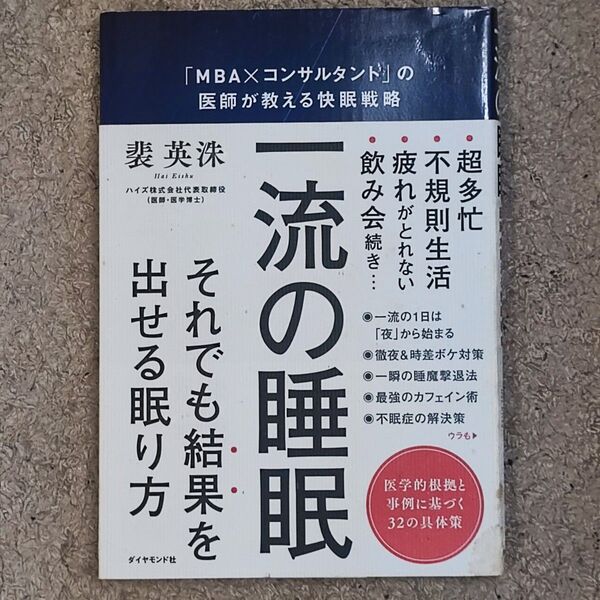 「MBA×コンサルタント」の
医師が教える快眠戦略
裴 英洙
Hai Eishu
ハイズ株式会社代表取締役
（医師・医学博士）
一流の睡眠
超多忙
不規則生活
疲れがとれない
飲み会続き…
それでも結果を
出せる眠り方
◉一流の1日は
「夜」から始まる
◉徹夜&時差ボケ対策
◉一瞬の睡魔撃退法
◉最強のカフェイン術
◉不眠症の解決策
ウラも▶
医学的根拠と
事例に基づく
32の具体策
ダイヤモンド社